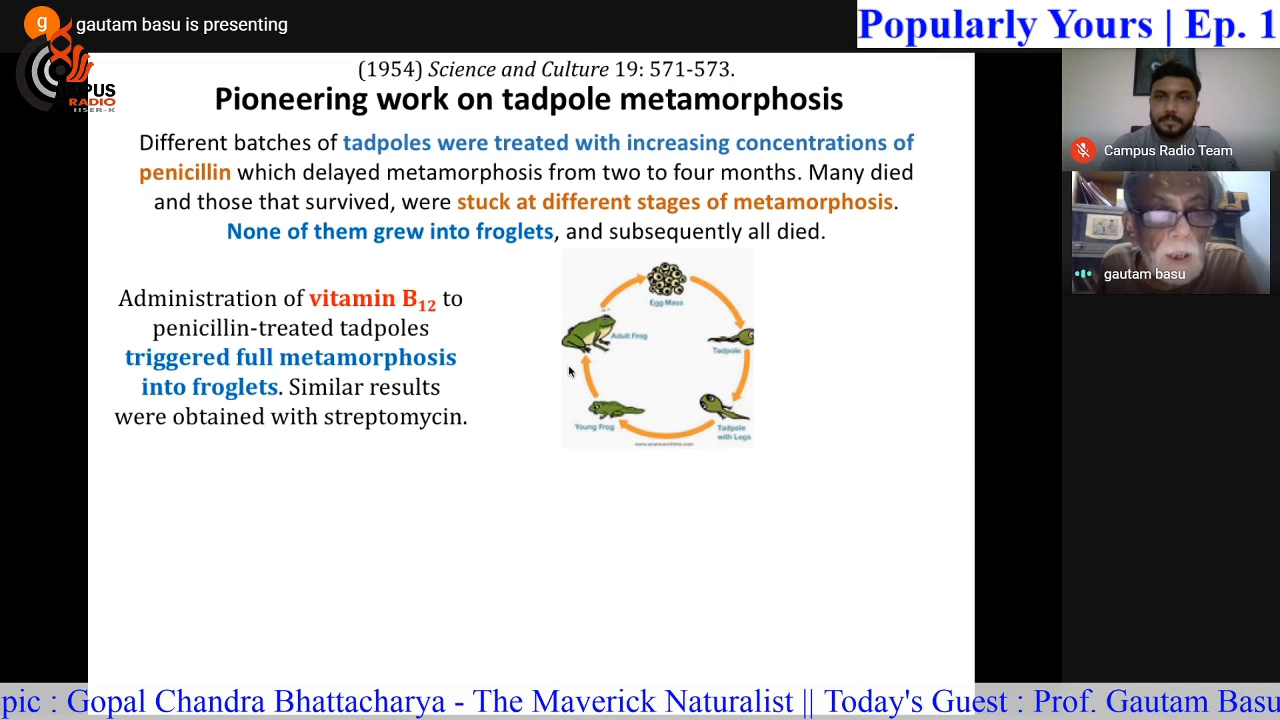 g
gautam basu is presenting
Popularly Yours | Ep. 1
AMPUS
RADIO
IISER-K
(1954) Science and Culture 19: 571-573.
Pioneering work on tadpole metamorphosis
Different batches of tadpoles were treated with increasing concentrations of
penicillin which delayed metamorphosis from two to four months. Many died
and those that survived, were stuck at different stages of metamorphosis.
None of them grew into froglets, and subsequently all died.
Administration of vitamin B12 to
penicillin-treated tadpoles
triggered full metamorphosis
into froglets. Similar results
were obtained with streptomycin.
Egg Mass
Adult Frog
Tadpole
Young Frog
Tadpole
with Legs
Campus Radio Team
gautam basu
pic : Gopal Chandra Bhattacharya - The Maverick Naturalist || Today's Guest : Prof. Gautam Basu